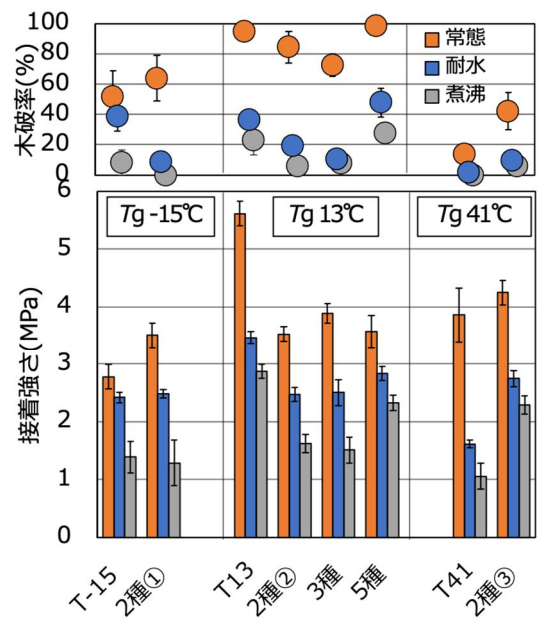 木破率(%)
100
80
60
40
20
0
常態
耐水
煮沸
接着強さ(MPa)
6
5
4
3
2
1
0
Tg -15℃
Tg 13℃
Tg 41℃
T-15
2種①
T13
2種②
3種
5種
T41
2種③